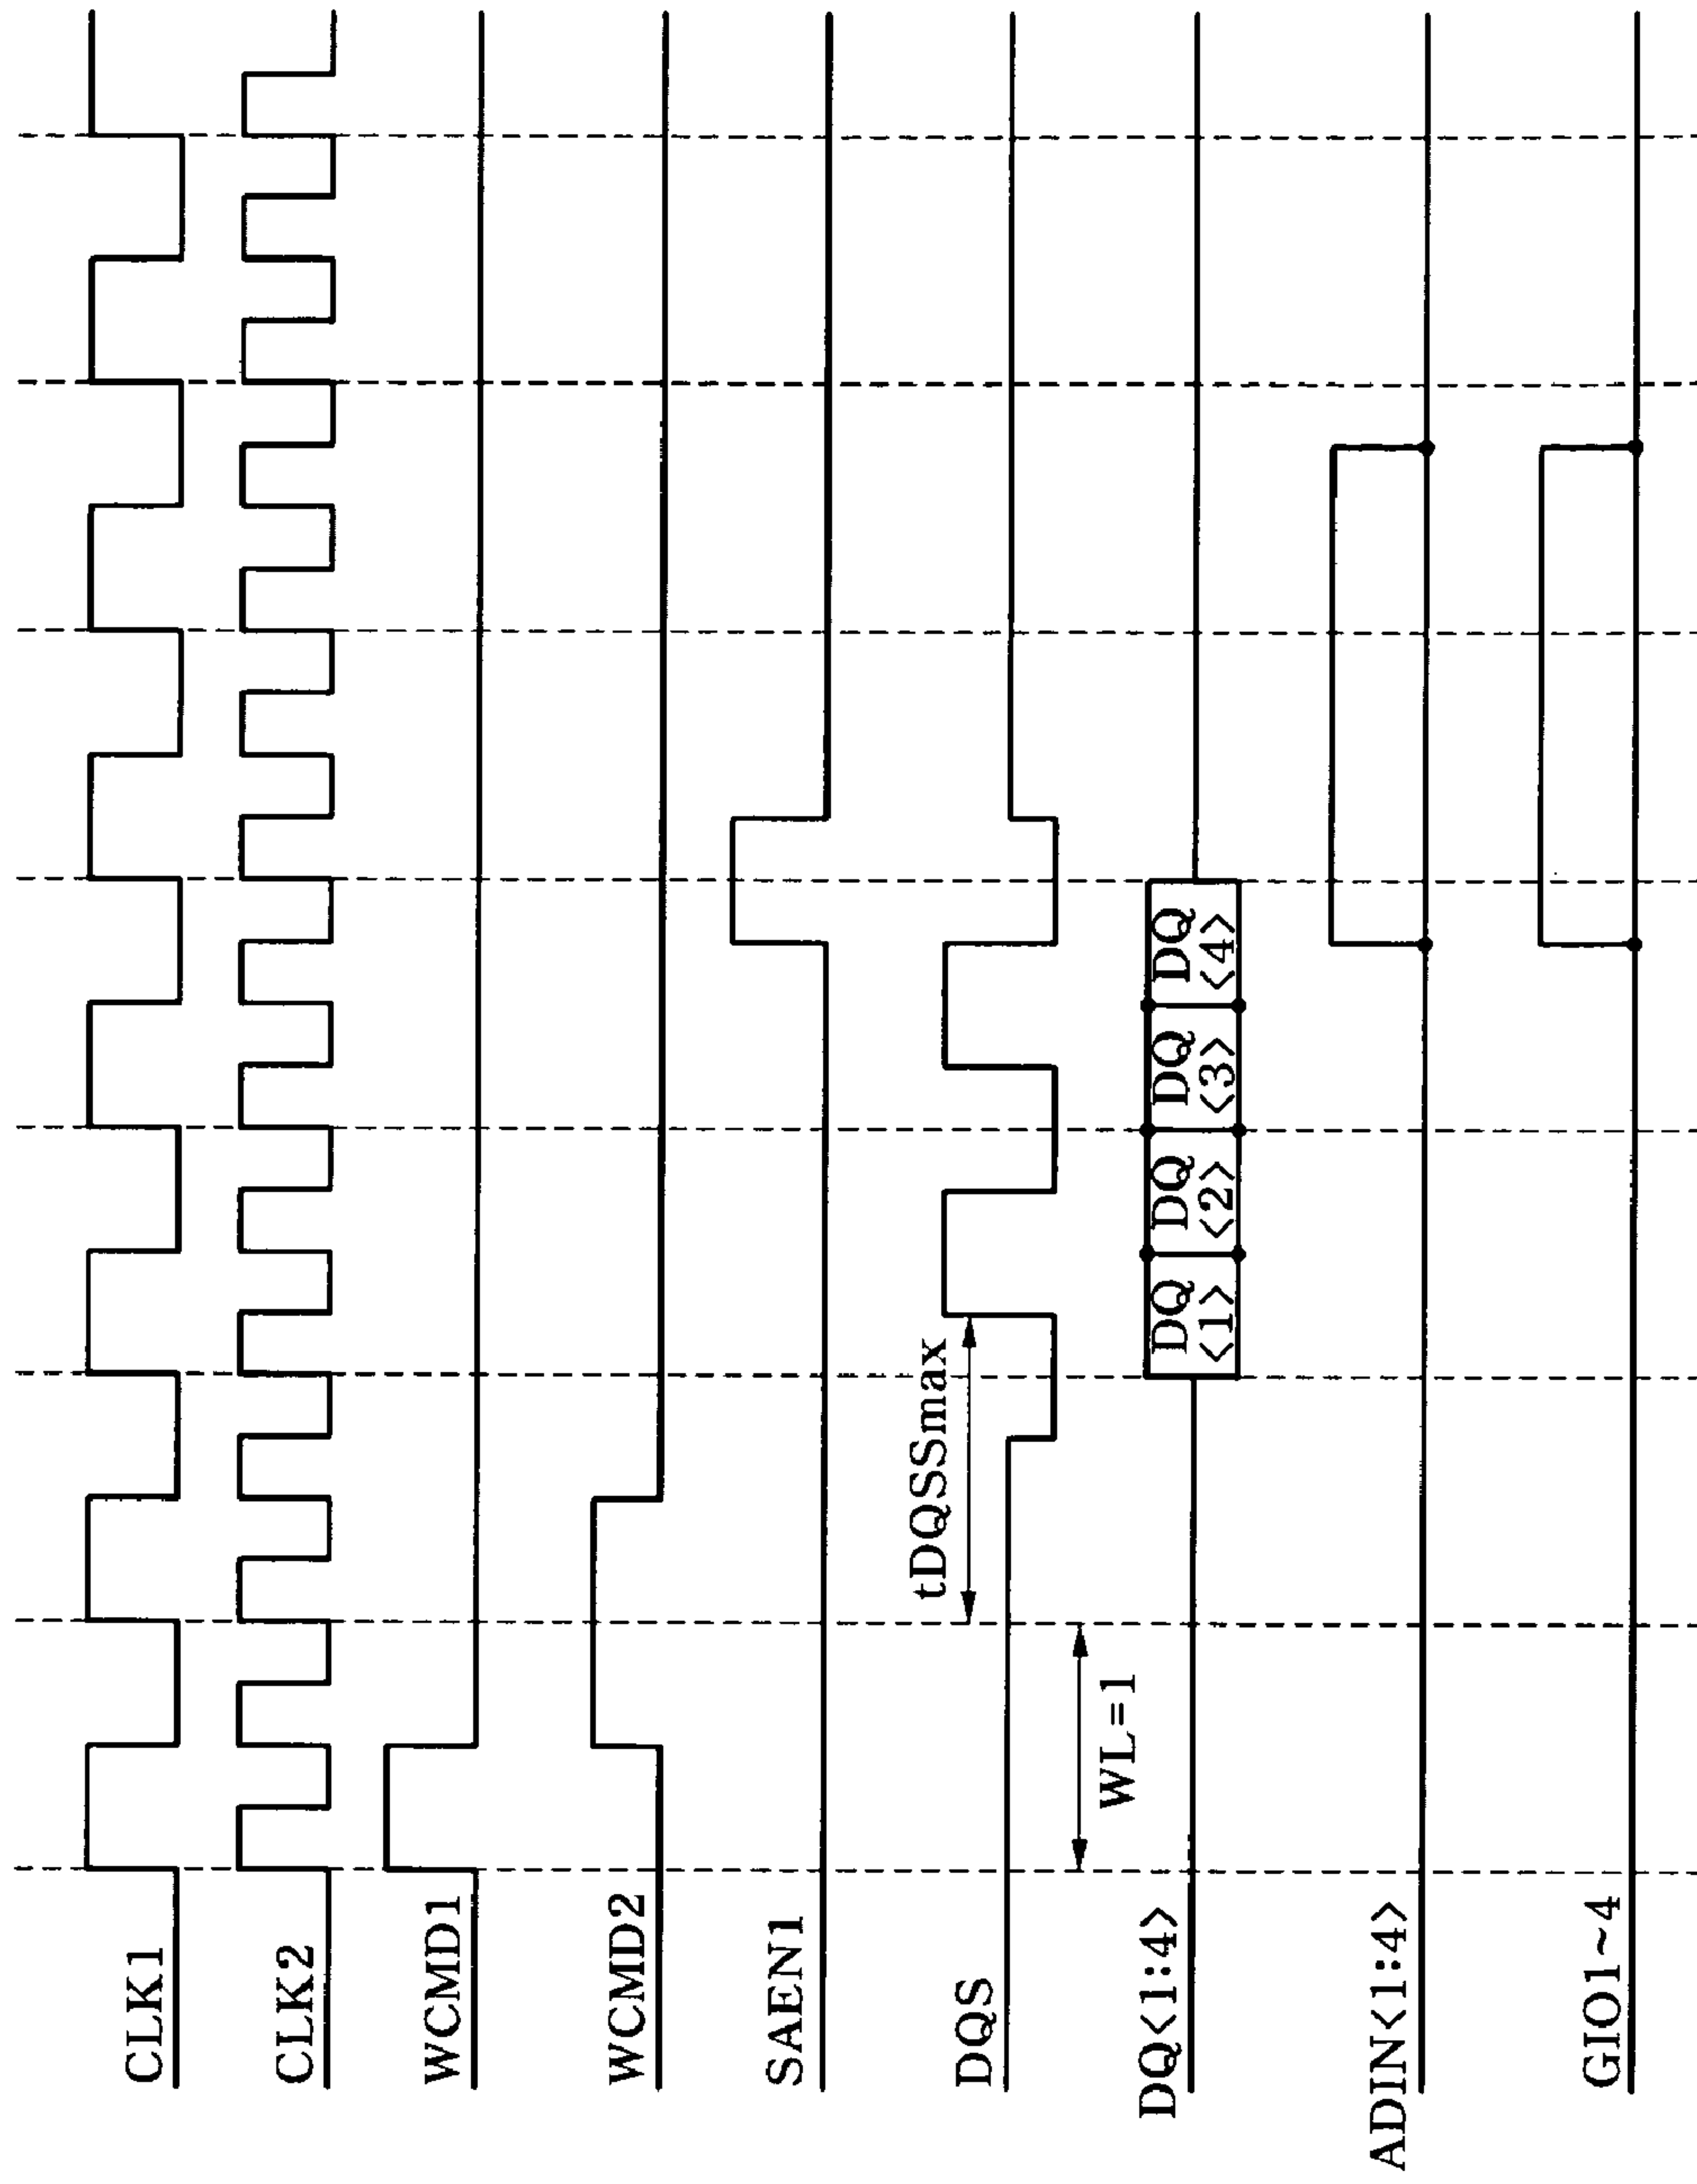 CLK1
CLK2
WCMD1
WCMD2
SAEN1
tDQSSmax
DQS
WL=1
DQ DQ DQ DQ
<1> <2> <3> <4>
DQ<1:4>
ADIN<1:4>
GIO1~4